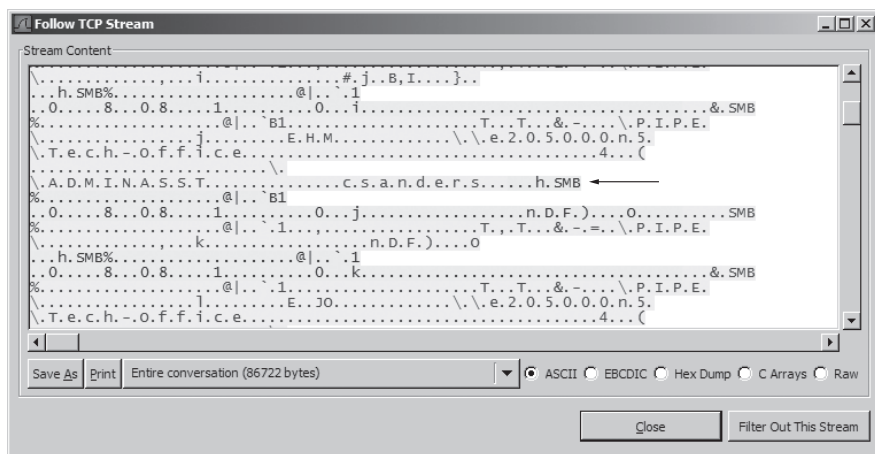 Follow TCP Stream
Stream Content
\.............,...i...............#.j..B,I....}..
...h.SMB%......................@|..`.1
..0.....8...0.8.....1..........0...i.........................................&.SMB
%....................@|..`B1......................T...T...&.-....\.P.I.P.E.
\..................j.........E.H.M.............\.\.e.2.0.5.0.0.0.n.5.
\.T.e.c.h.-.O.f.f.i.c.e..........................................4...(
...........................\.
\.A.D.M.I.N.A.S.S.T...............c.s.a.n.d.e.r.s......h.SMB
%....................@|..`B1
..0.....8...0.8.....1..........0...j...................n.D.F.)....O..........SMB
%....................@|..`.1...,..............T.,.T...&.-.=..\.P.I.P.E.
\.............,...k...................n.D.F.)....O
...h.SMB%......................@|..`.1
..0.....8...0.8.....1..........0...k.........................................&.SMB
%....................@|..`.1......................T...T...&.-....\.P.I.P.E.
\..................l.........E..JO.............\.\.e.2.0.5.0.0.0.n.5.
\.T.e.c.h.-.O.f.f.i.c.e..........................................4...(
Save As Print Entire conversation (86722 bytes) ASCII EBCDIC Hex Dump C Arrays Raw
Close Filter Out This Stream